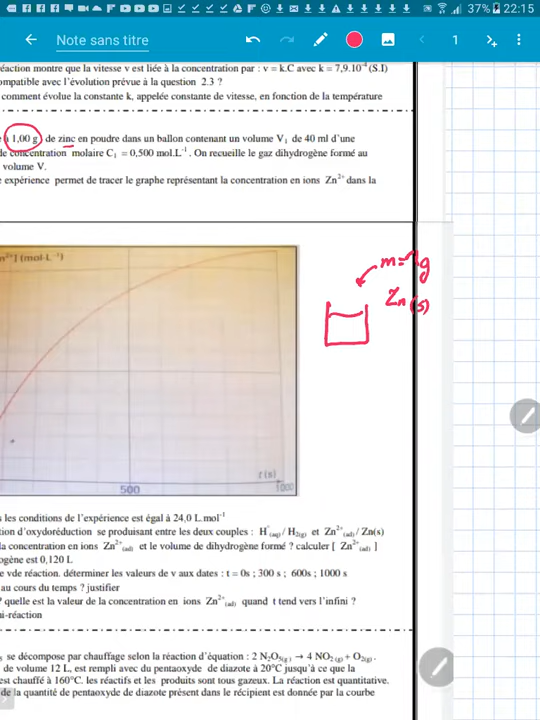 37% 22:15
Note sans titre
1
éaction montre que la vitesse v est liée à la concentration par : v = k.C avec k = 7,9.10⁻⁴ (S.I)
ompatible avec l'évolution prévue à la question 2.3 ?
comment évolue la constante k, appelée constante de vitesse, en fonction de la température
à 1,00 g de zinc en poudre dans un ballon contenant un volume V₁ de 40 ml d'une
de concentration molaire C₁ = 0,500 mol.L⁻¹. On recueille le gaz dihydrogène formé au
volume V.
e expérience permet de tracer le graphe représentant la concentration en ions Zn²⁺ dans la
n²⁺] (mol·L⁻¹)
m=1g
Zn(s)
t (s)
500
1000
s les conditions de l'expérience est égal à 24,0 L.mol⁻¹
tion d'oxydoréduction se produisant entre les deux couples : H⁺(aq)/H₂(g) et Zn²⁺(aq)/Zn(s)
la concentration en ions Zn²⁺(aq) et le volume de dihydrogène formé ? calculer [ Zn²⁺(aq) ]
ogène est 0,120 L
e vde réaction. déterminer les valeurs de v aux dates : t = 0s ; 300 s ; 600s ; 1000 s
au cours du temps ? justifier
? quelle est la valeur de la concentration en ions Zn²⁺(aq) quand t tend vers l'infini ?
ni-réaction
s se décompose par chauffage selon la réaction d'équation : 2 N₂O₅(g) → 4 NO₂ (g) + O₂(g).
de volume 12 L, est rempli avec du pentaoxyde de diazote à 20°C jusqu'à ce que la
est chauffé à 160°C. les réactifs et les produits sont tous gazeux. La réaction est quantitative.
de la quantité de pentaoxyde de diazote présent dans le récipient est donnée par la courbe